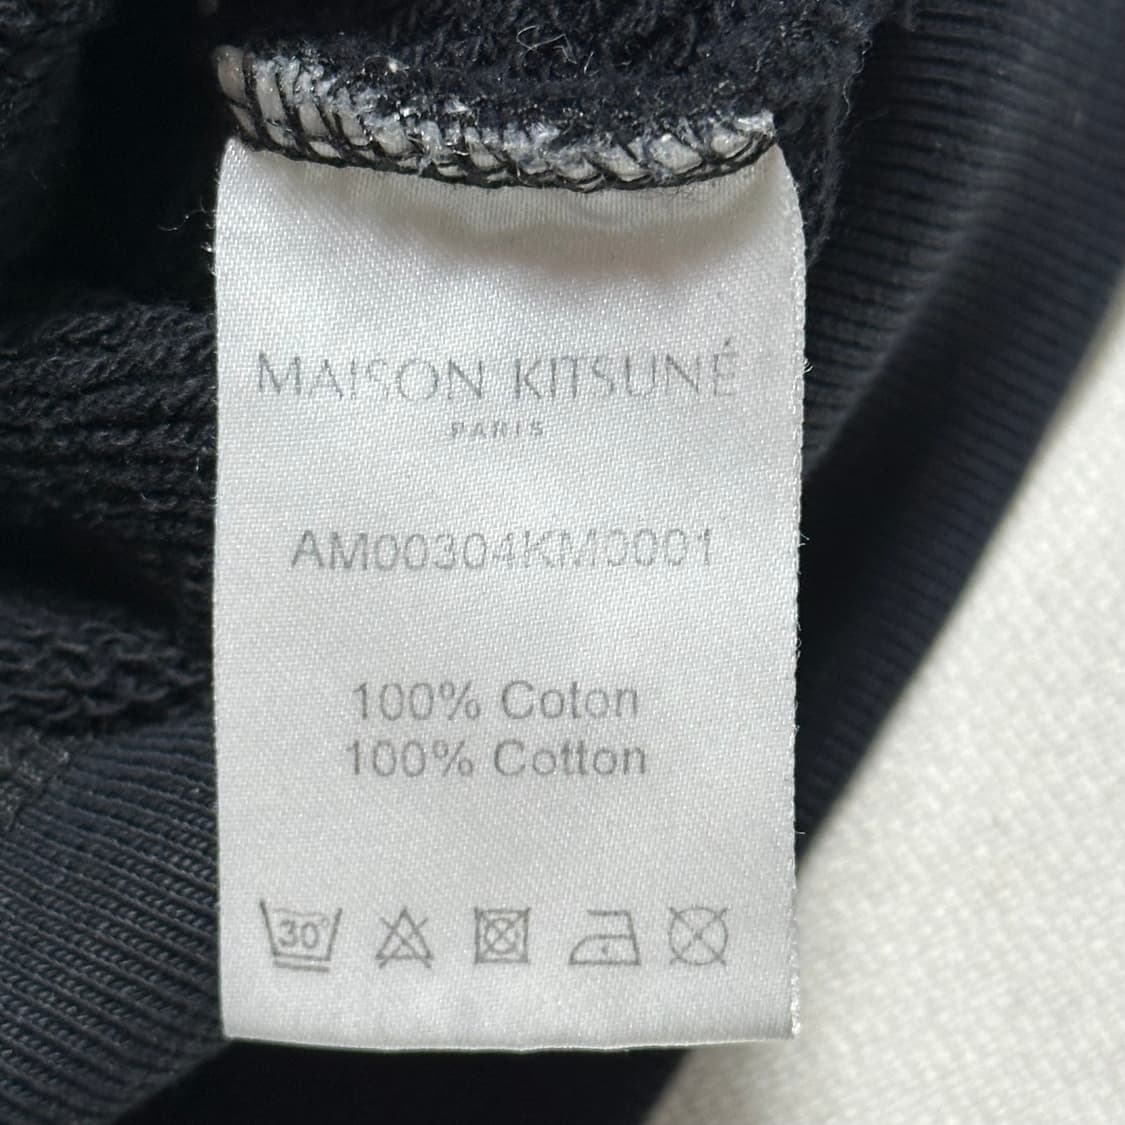 MAISON KITSUNÉ
PARIS
AM00304KM0001
100% Coton
100% Cotton
30°